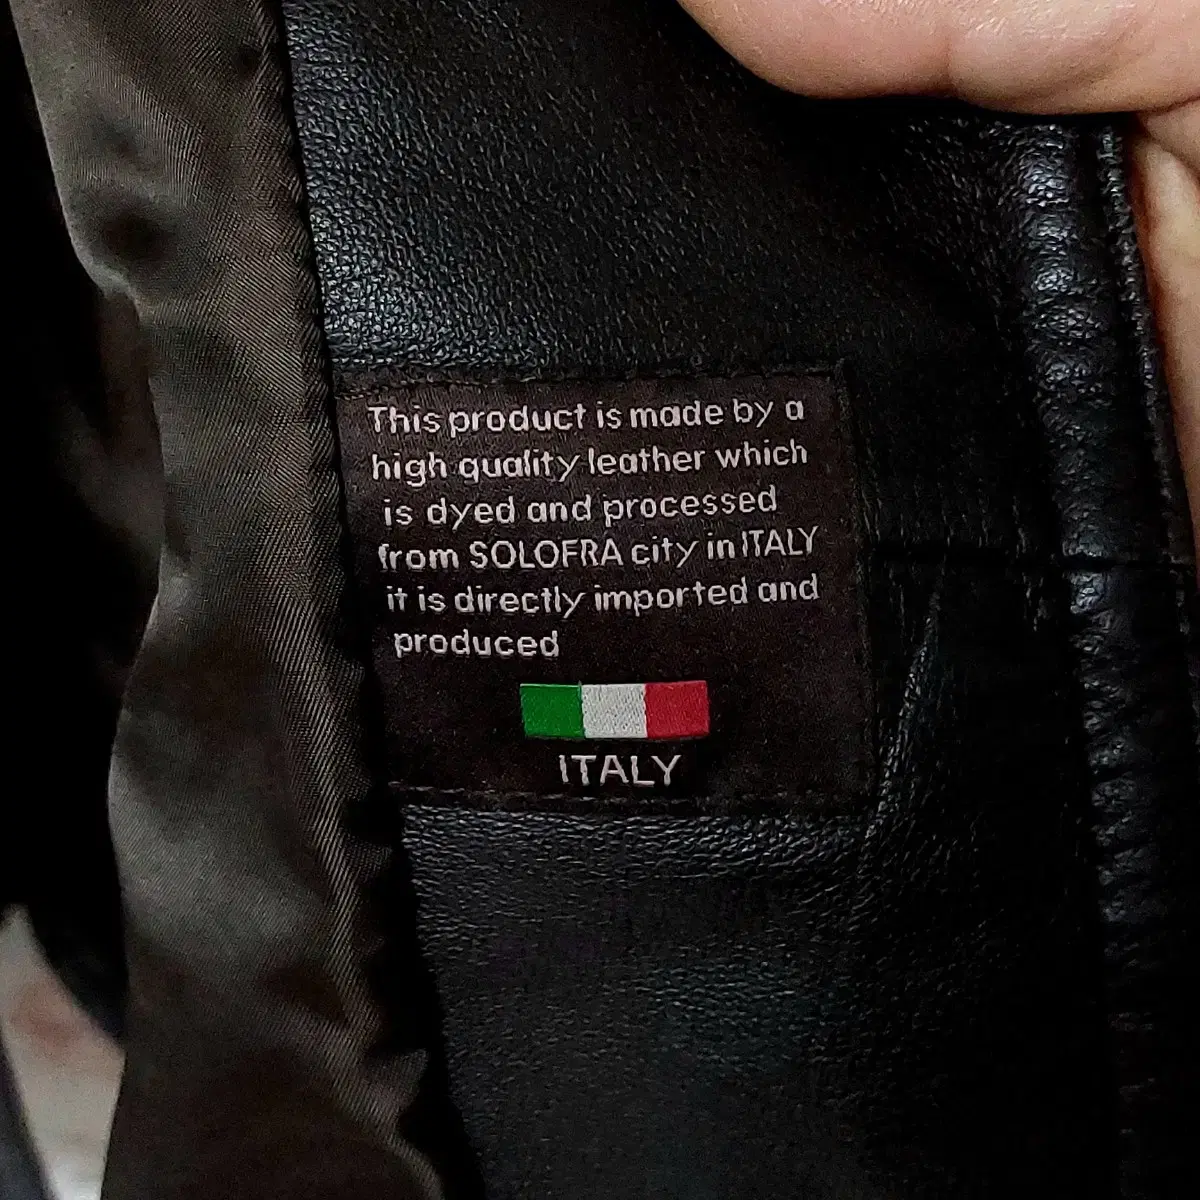 This product is made by a
high quality leather which
is dyed and processed
from SOLOFRA city in ITALY
it is directly imported and
produced
ITALY